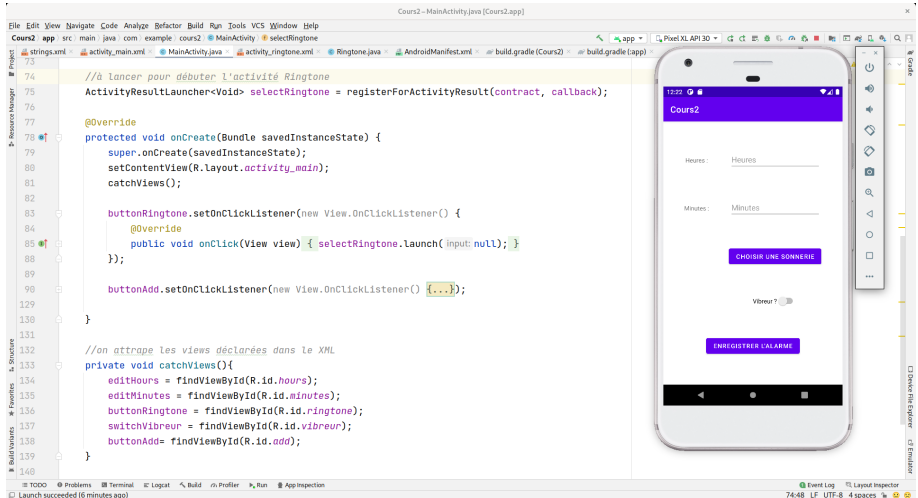 Cours2 – MainActivity.java [Cours2.app]
File Edit View Navigate Code Analyze Refactor Build Run Tools VCS Window Help
Cours2 app src main java com example cours2 MainActivity selectRingtone
app Pixel XL API 30
strings.xml activity_main.xml MainActivity.java activity_ringtone.xml Ringtone.java AndroidManifest.xml build.gradle (Cours2) build.gradle (:app)
Project
Resource Manager
Structure
Favorites
Build Variants
73
74 //à lancer pour débuter l'activité Ringtone
75 ActivityResultLauncher<Void> selectRingtone = registerForActivityResult(contract, callback);
76
77 @Override
78 protected void onCreate(Bundle savedInstanceState) {
79 super.onCreate(savedInstanceState);
80 setContentView(R.layout.activity_main);
81 catchViews();
82
83 buttonRingtone.setOnClickListener(new View.OnClickListener() {
84 @Override
85 public void onClick(View view) { selectRingtone.launch( input: null); }
88 });
89
90 buttonAdd.setOnClickListener(new View.OnClickListener() {...});
129
130 }
131
132 //on attrape les views déclarées dans le XML
133 private void catchViews(){
134 editHours = findViewById(R.id.hours);
135 editMinutes = findViewById(R.id.minutes);
136 buttonRingtone = findViewById(R.id.ringtone);
137 switchVibreur = findViewById(R.id.vibreur);
138 buttonAdd= findViewById(R.id.add);
139 }
140
12:22
Cours2
Heures : Heures
Minutes : Minutes
CHOISIR UNE SONNERIE
Vibreur ?
ENREGISTRER L'ALARME
Gradle
Device File Explorer
Emulator
TODO Problems Terminal Logcat Build Profiler Run App Inspection Event Log Layout Inspector
Launch succeeded (6 minutes ago) 74:48 LF UTF-8 4 spaces